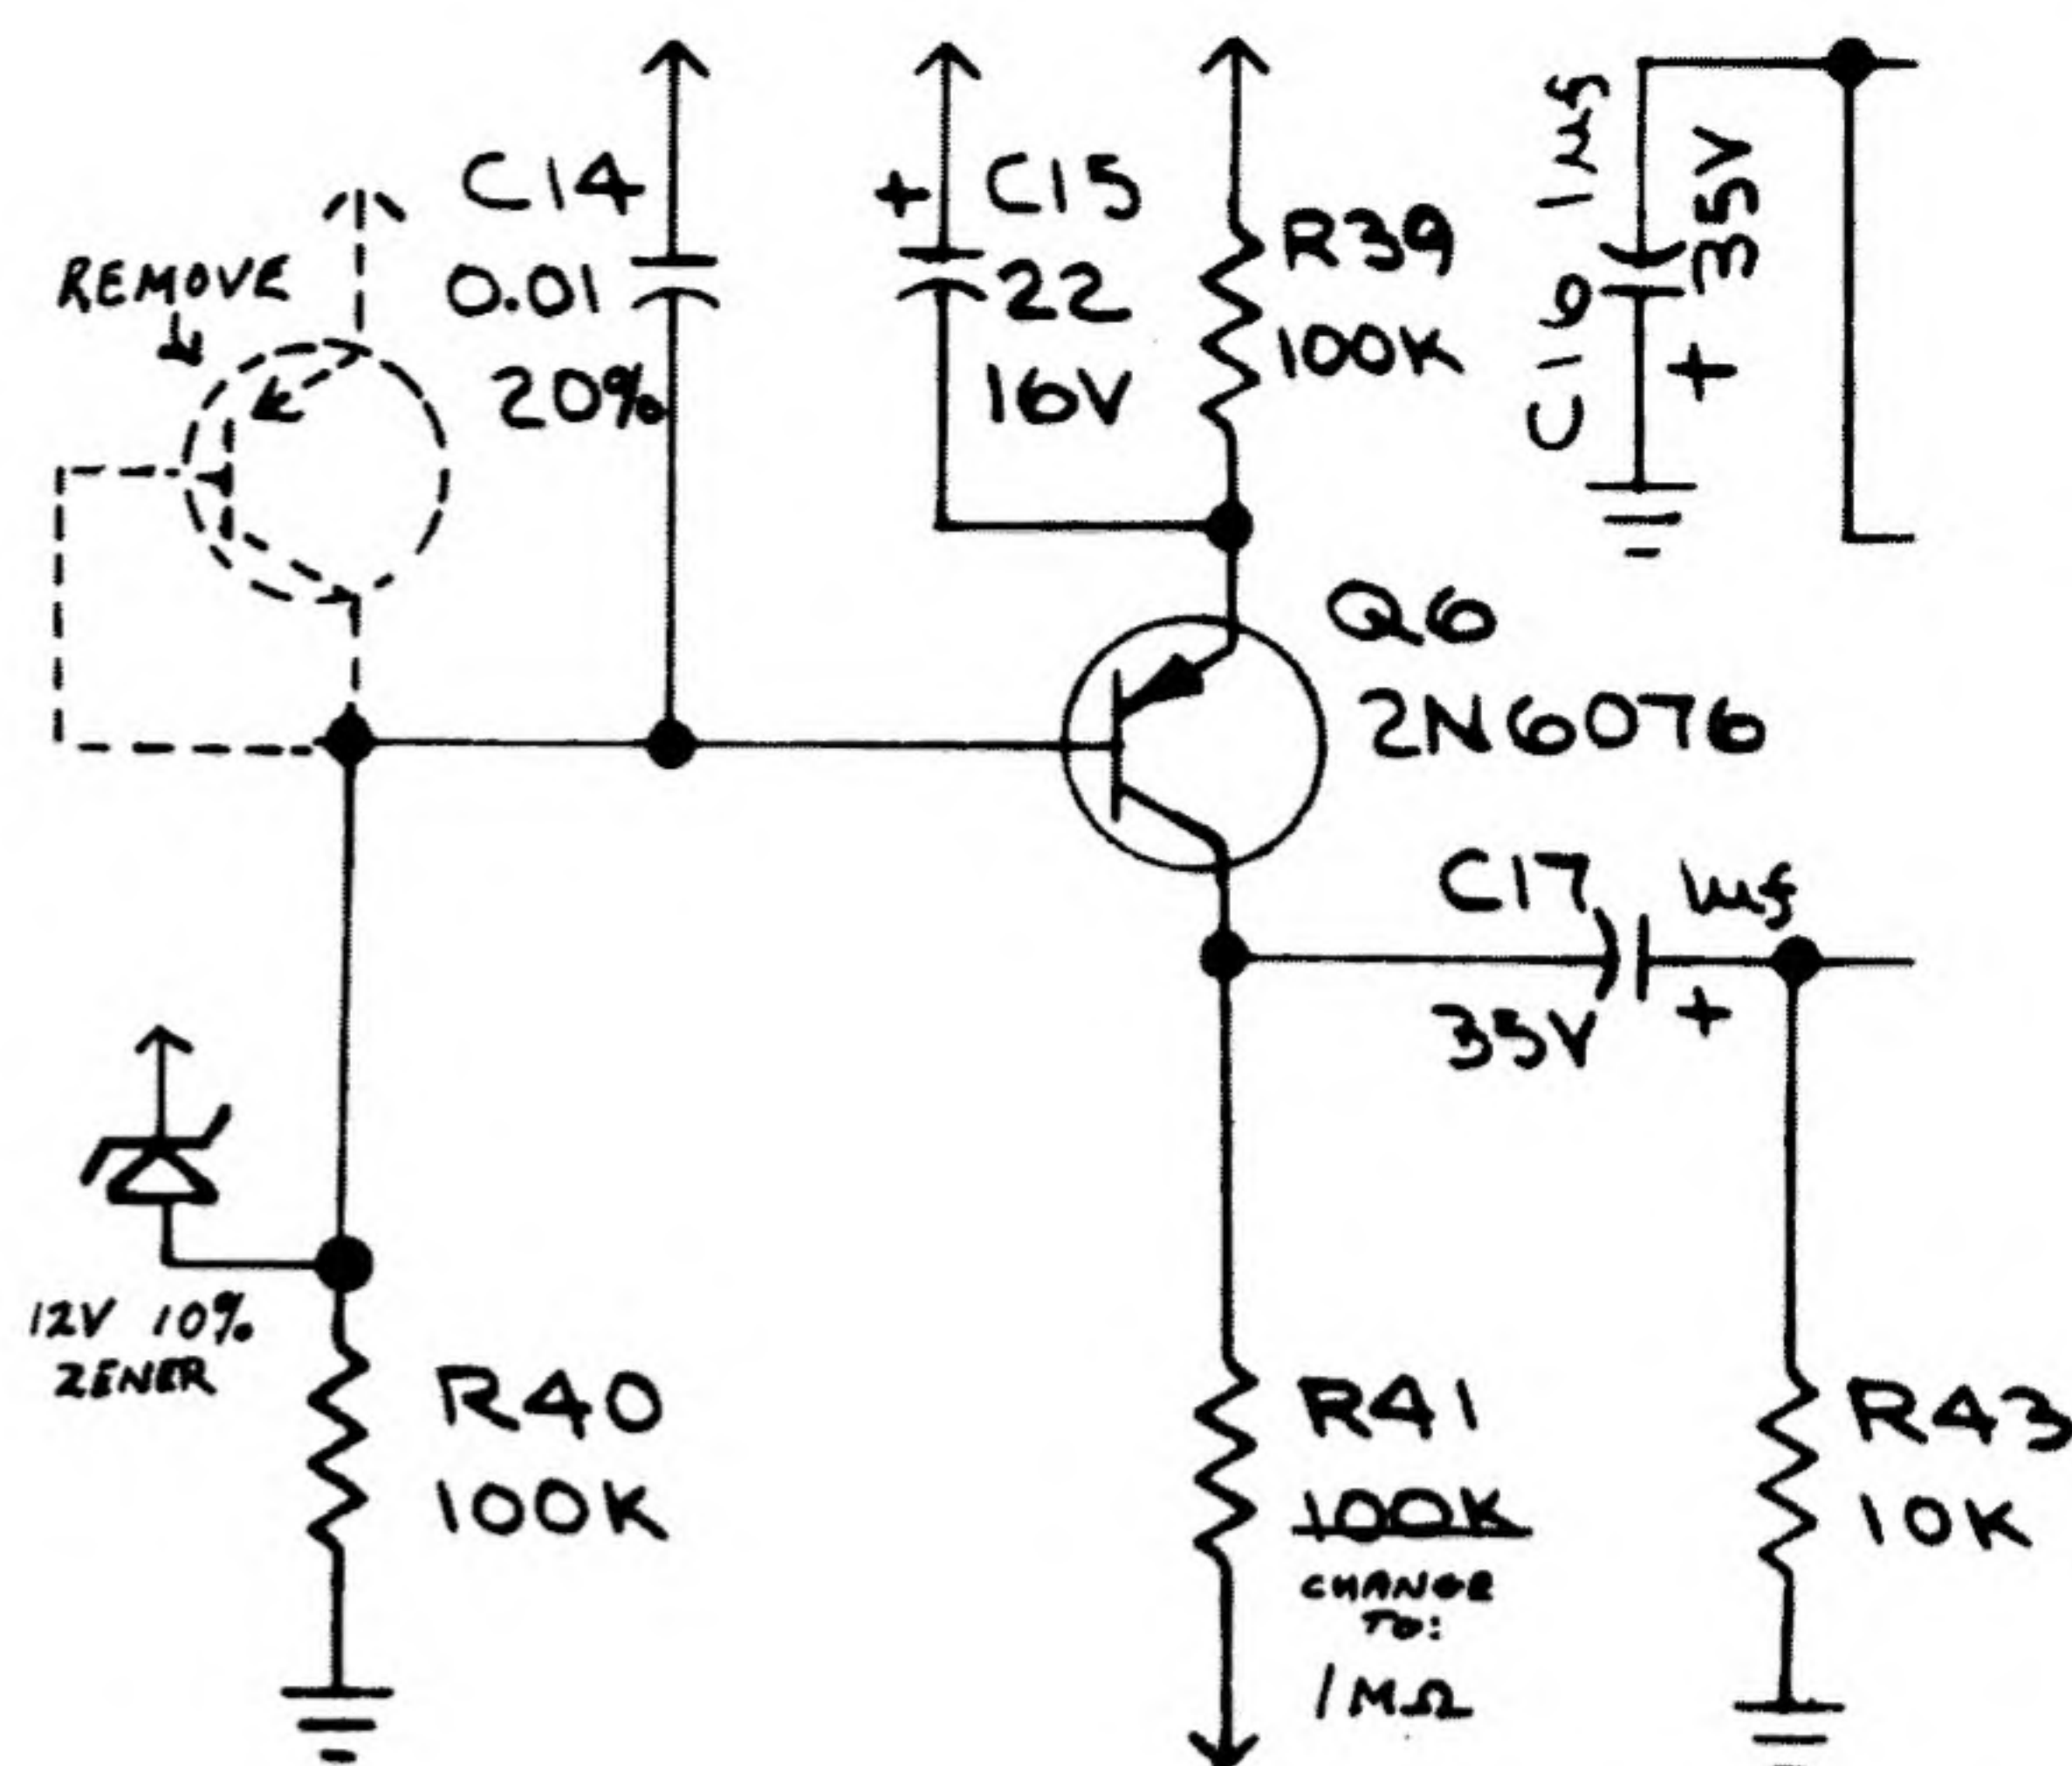 REMOVE
C14
0.01
20%
+
C15
22
16V
R39
100K
C16 1μf
35V
+
Q6
2N6076
C17
1μf
35V
+
12V 10%
ZENER
R40
100K
R41
100K
CHANGE
TO:
1MΩ
R43
10K